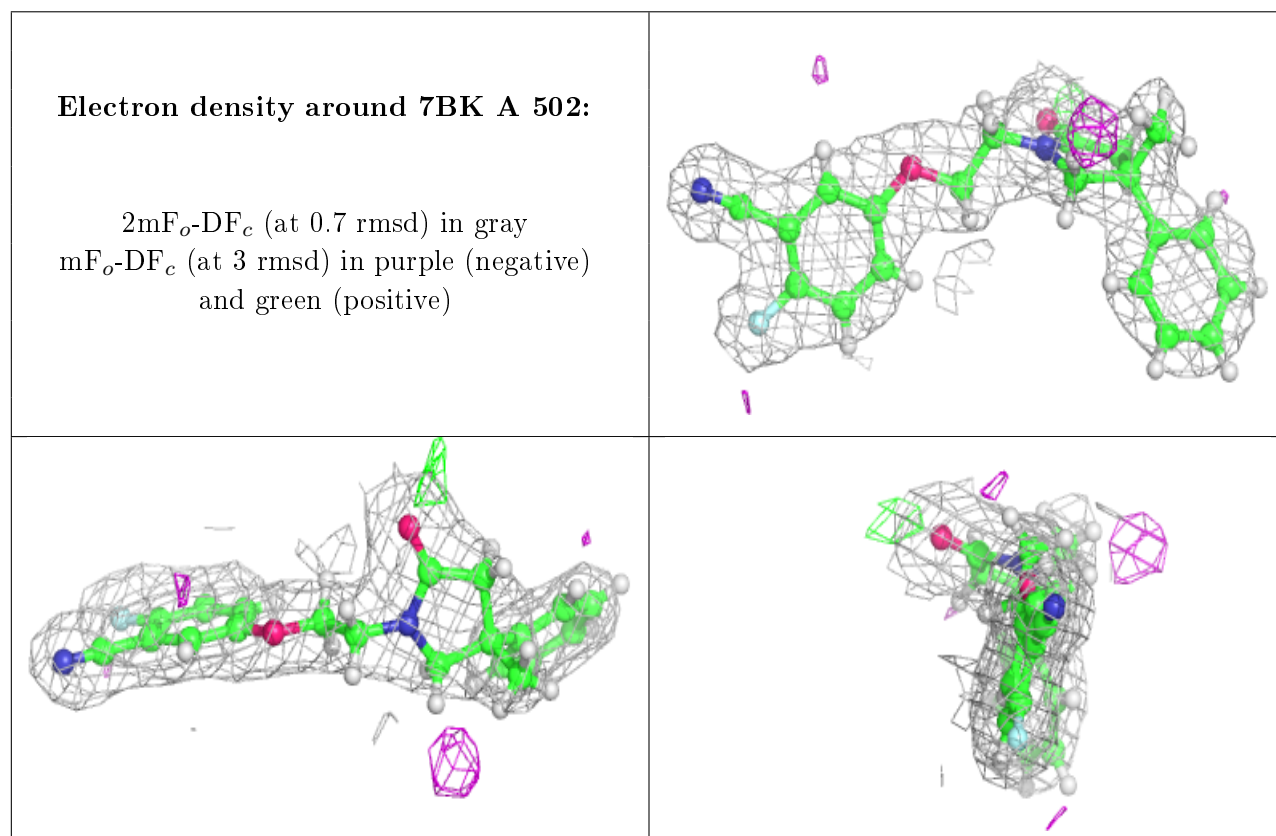 Electron density around 7BK A 502:
2mFₒ-DF𝒸 (at 0.7 rmsd) in gray
mFₒ-DF𝒸 (at 3 rmsd) in purple (negative)
and green (positive)